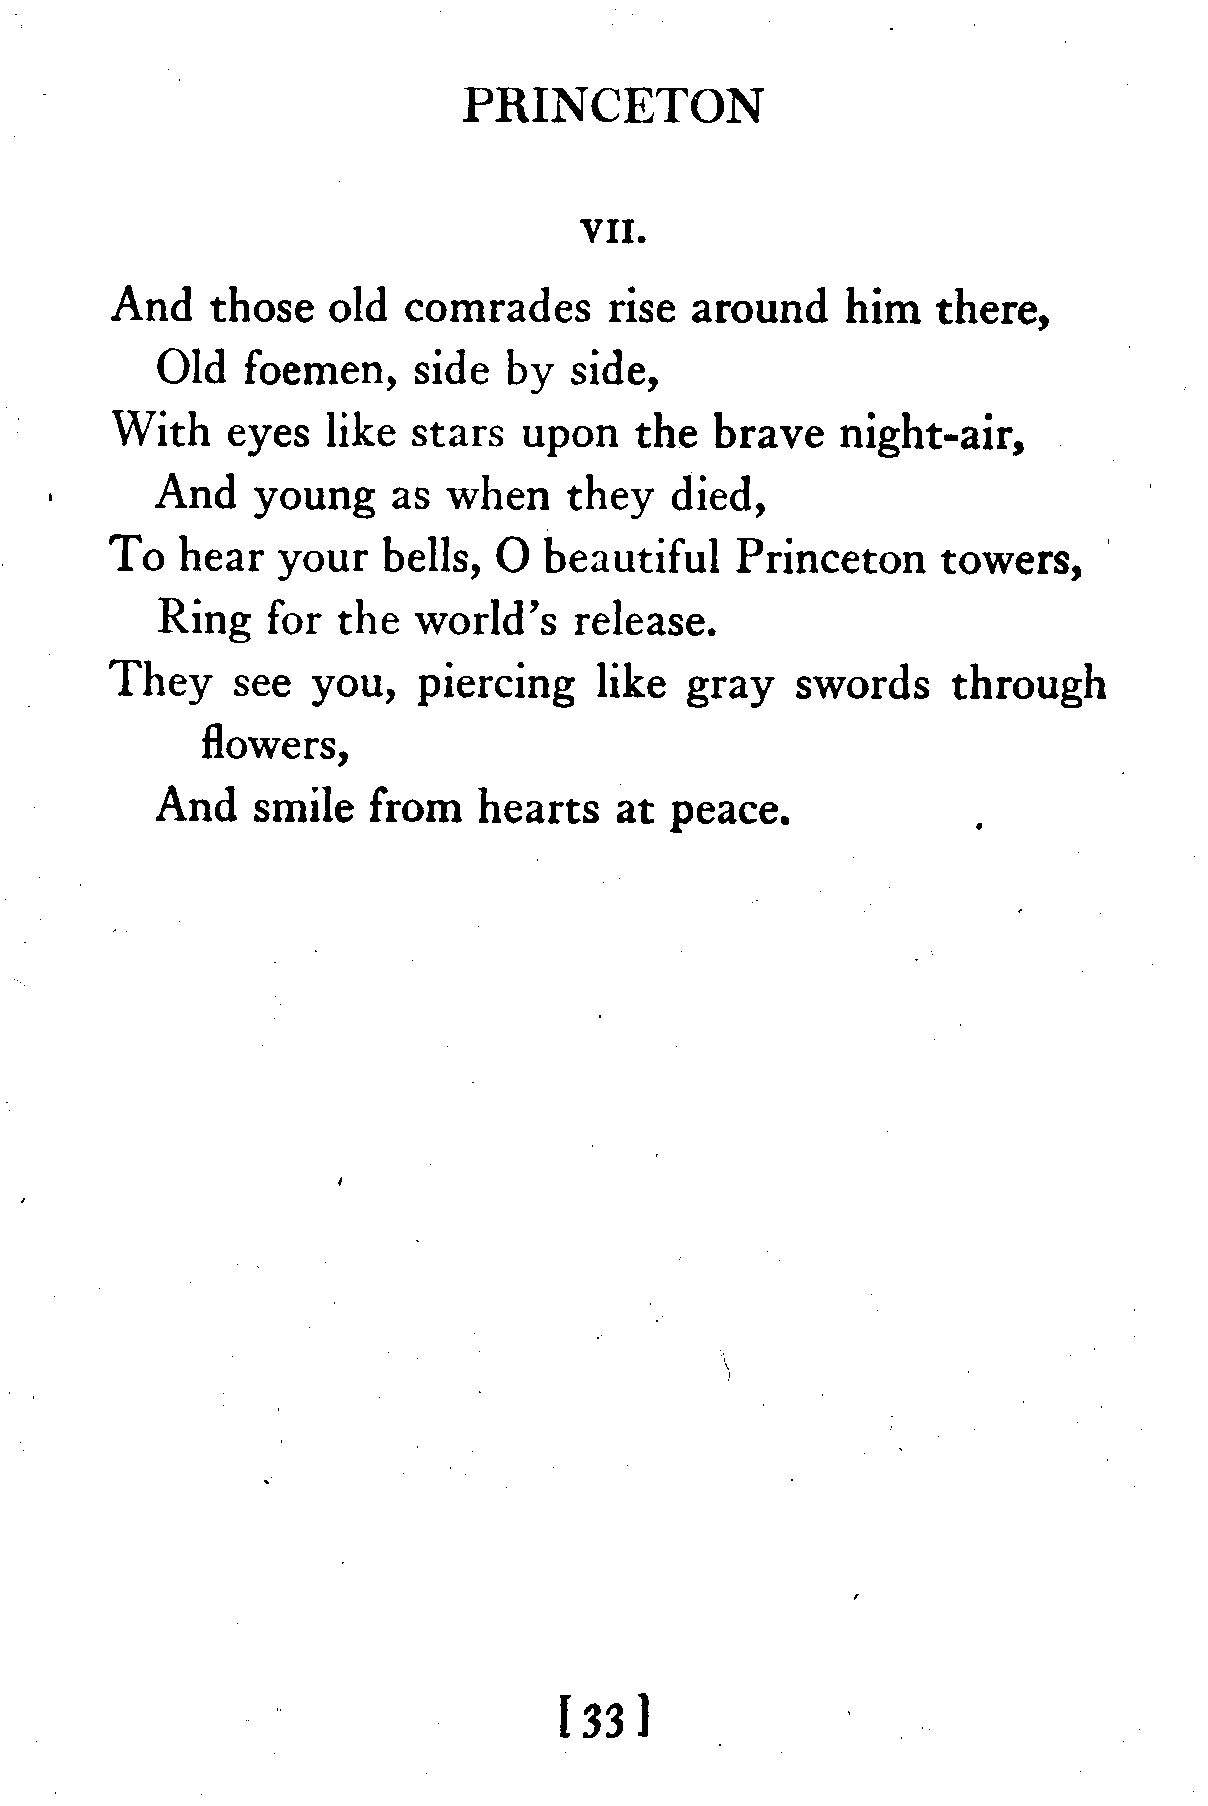 PRINCETON
VII.
And those old comrades rise around him there,
Old foemen, side by side,
With eyes like stars upon the brave night-air,
And young as when they died,
To hear your bells, O beautiful Princeton towers,
Ring for the world's release.
They see you, piercing like gray swords through
flowers,
And smile from hearts at peace.
[ 33 ]